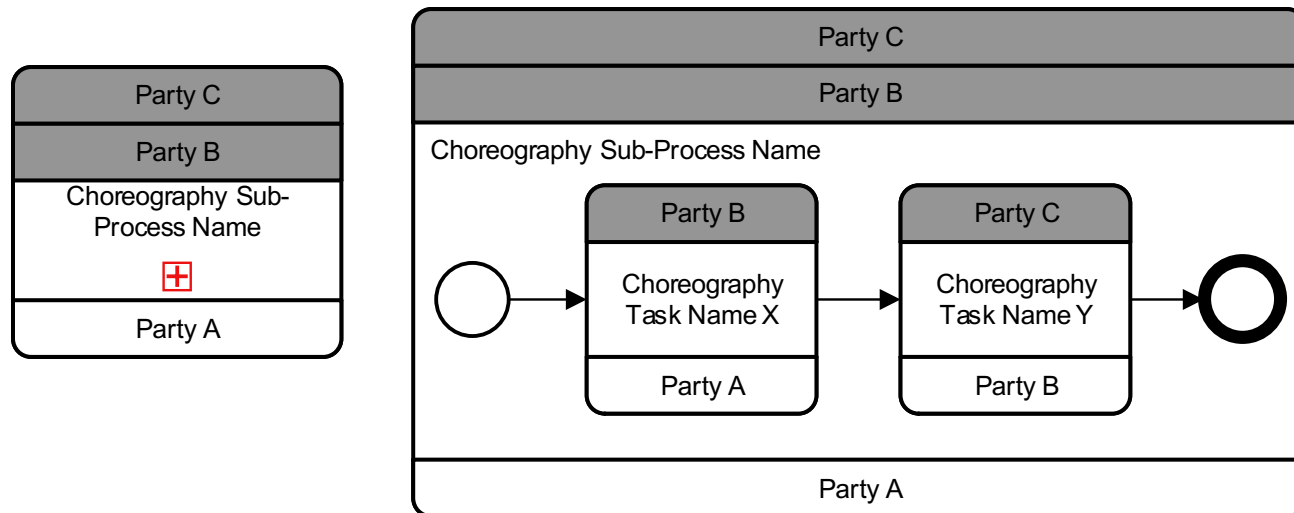 Party C
Party B
Choreography Sub-
Process Name
Party A
Party C
Party B
Choreography Sub-Process Name
Party B
Choreography
Task Name X
Party A
Party C
Choreography
Task Name Y
Party B
Party A